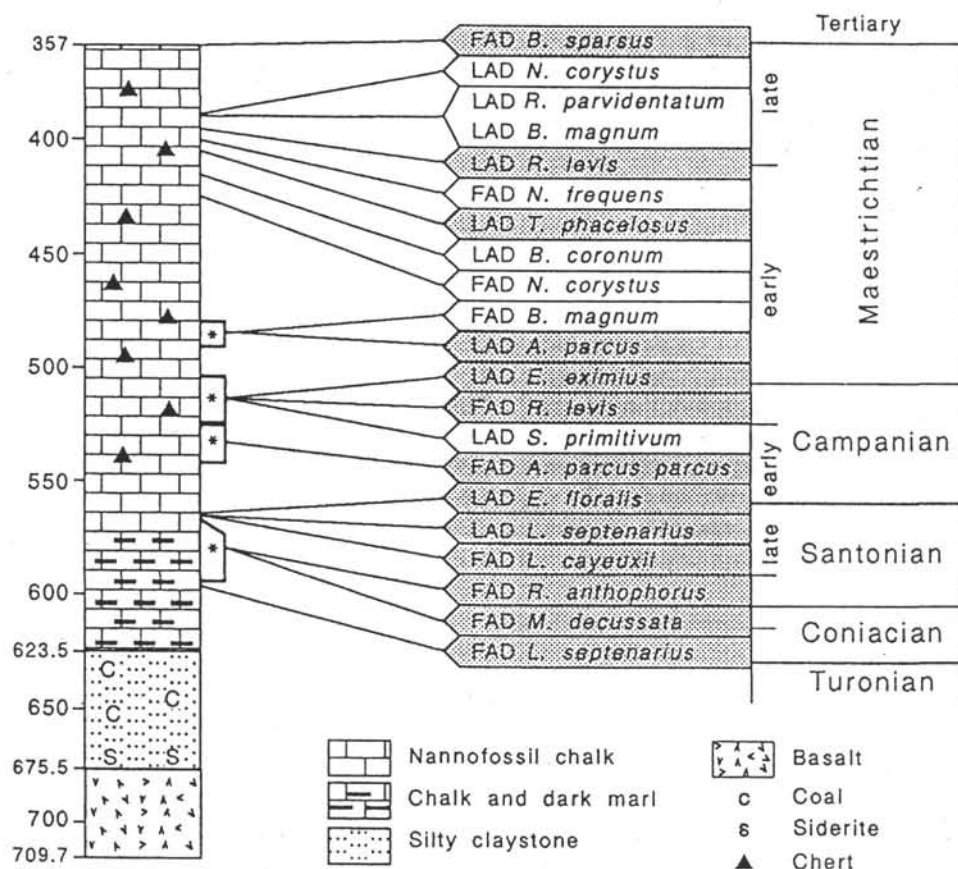 357
400
450
500
550
600
623.5
650
675.5
700
709.7
*
*
*
*
C
C
C
S S
FAD B. sparsus
LAD N. corystus
LAD R. parvidentatum
LAD B. magnum
LAD R. levis
FAD N. frequens
LAD T. phacelosus
LAD B. coronum
FAD N. corystus
FAD B. magnum
LAD A. parcus
LAD E. eximius
FAD R. levis
LAD S. primitivum
FAD A. parcus parcus
LAD E. floralis
LAD L. septenarius
FAD L. cayeuxii
FAD R. anthophorus
FAD M. decussata
FAD L. septenarius
late
early
early
late
Tertiary
Maestrichtian
Campanian
Santonian
Coniacian
Turonian
Nannofossil chalk
Chalk and dark marl
Silty claystone
Basalt
C Coal
S Siderite
Chert